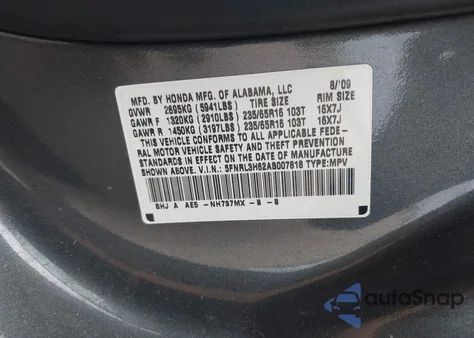 MFD. BY HONDA MFG. OF ALABAMA, LLC 8/'09
GVWR 2695KG (5941LBS) TIRE SIZE RIM SIZE
GAWR F 1320KG (2910LBS) 235/65R16 103T 16X7J
GAWR R 1450KG (3197LBS) 235/65R16 103T 16X7J
THIS VEHICLE CONFORMS TO ALL APPLICABLE FEDE-
RAL MOTOR VEHICLE SAFETY AND THEFT PREVENTION
STANDARDS IN EFFECT ON THE DATE OF MANUFACTURE
SHOWN ABOVE. V.I.N.: 5FNRL3H62AB007818 TYPE:MPV
SHJ A AE5 -NH737MX -B -B
autoSnap